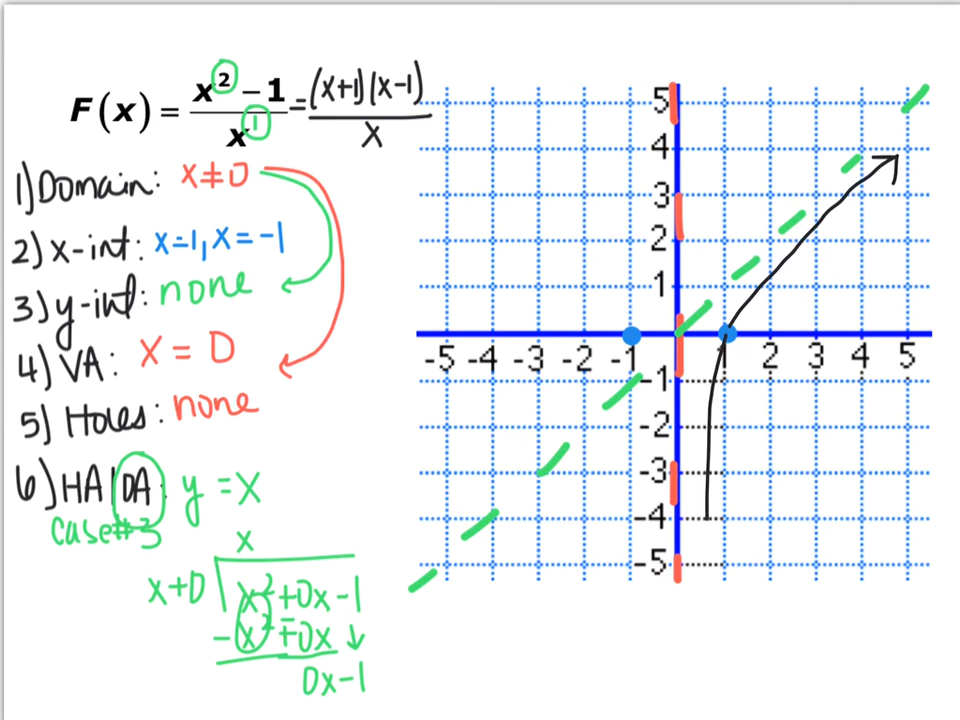 F(x) = x² − 1 / x¹ = (x+1)(x-1) / x
1) Domain: x≠0
2) x-int: x=1, x=-1
3) y-int: none
4) VA: x = 0
5) Holes: none
6) HA/OA: y = x
Case #3
x
x+0 x²+0x-1
-x²+0x ↓
0x-1
5
4
3
2
1
-5 -4 -3 -2 -1 1 2 3 4 5
-1
-2
-3
-4
-5